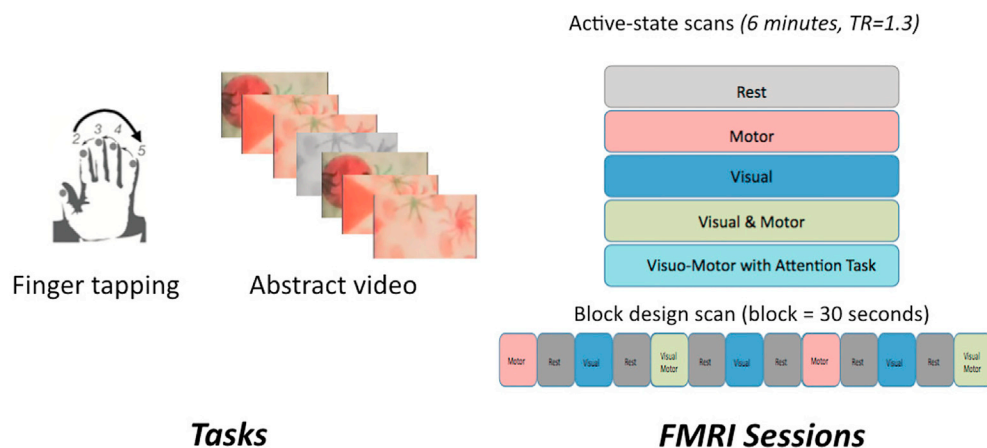 Active-state scans (6 minutes, TR=1.3)
Rest
Motor
Visual
Visual & Motor
Visuo-Motor with Attention Task
2 3 4 5
Finger tapping
Abstract video
Block design scan (block = 30 seconds)
Motor Rest Visual Rest Visual Motor Rest Visual Rest Motor Rest Visual Rest Visual Motor
Tasks
FMRI Sessions